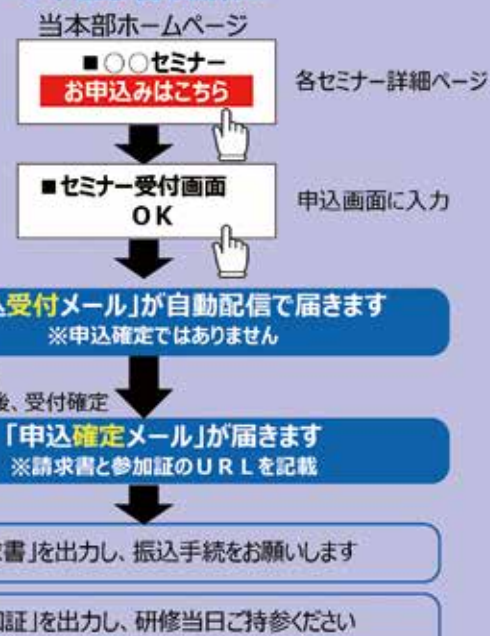 当本部ホームページ
■○○セミナー
お申込みはこちら
各セミナー詳細ページ
■セミナー受付画面
OK
申込画面に入力
受付メール」が自動配信で届きます
※申込確定ではありません
後、受付確定
「申込確定メール」が届きます
※請求書と参加証のURLを記載
書」を出力し、振込手続をお願いします
証」を出力し、研修当日ご持参ください